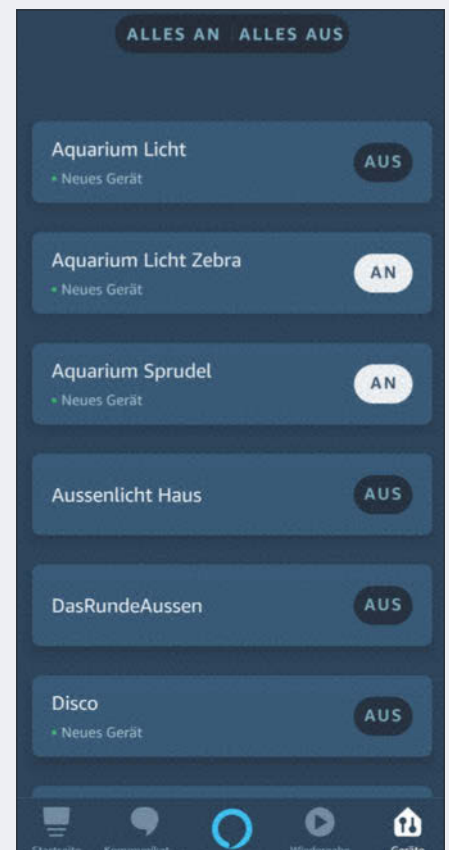 ALLES AN ALLES AUS
Aquarium Licht
AUS
• Neues Gerät
Aquarium Licht Zebra
AN
• Neues Gerät
Aquarium Sprudel
AN
• Neues Gerät
Aussenlicht Haus
AUS
DasRundeAussen
AUS
Disco
AUS
• Neues Gerät
Geräte